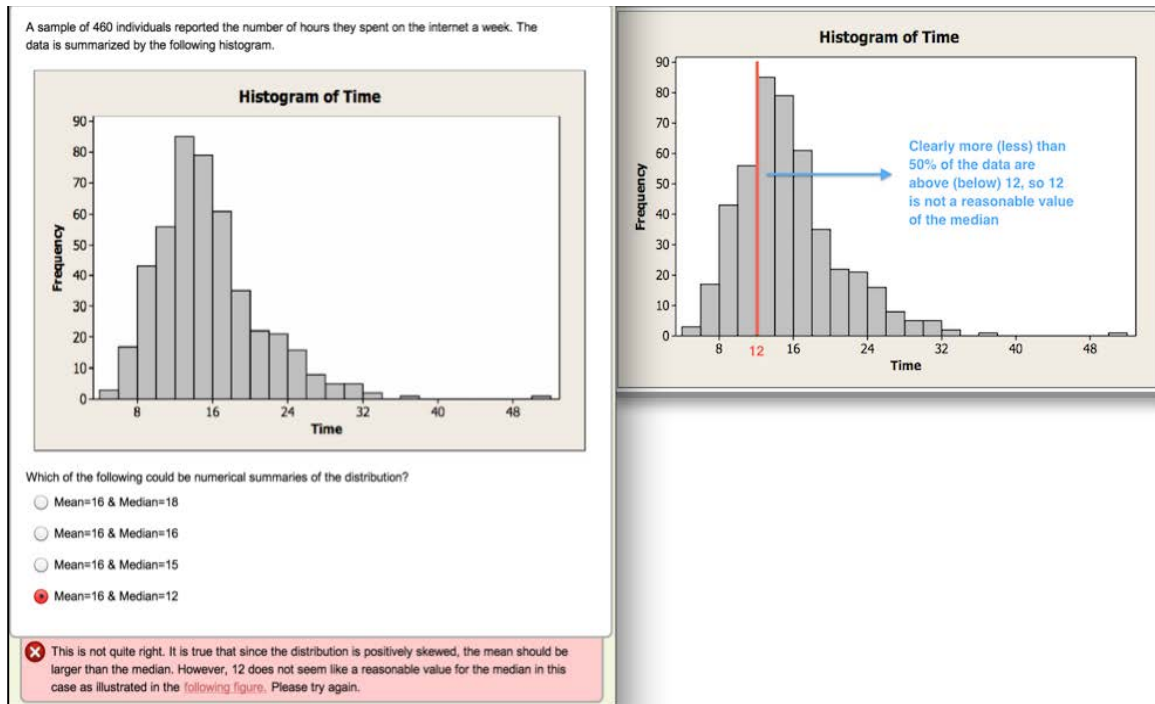 A sample of 460 individuals reported the number of hours they spent on the internet a week. The
data is summarized by the following histogram.
Histogram of Time
90
80
70
60
50
40
30
20
10
0
Frequency
8
16
24
32
40
48
Time
Which of the following could be numerical summaries of the distribution?
Mean=16 & Median=18
Mean=16 & Median=16
Mean=16 & Median=15
Mean=16 & Median=12
This is not quite right. It is true that since the distribution is positively skewed, the mean should be
larger than the median. However, 12 does not seem like a reasonable value for the median in this
case as illustrated in the following figure. Please try again.
Histogram of Time
90
80
70
60
50
40
30
20
10
0
Frequency
Clearly more (less) than
50% of the data are
above (below) 12, so 12
is not a reasonable value
of the median
8
12
16
24
32
40
48
Time